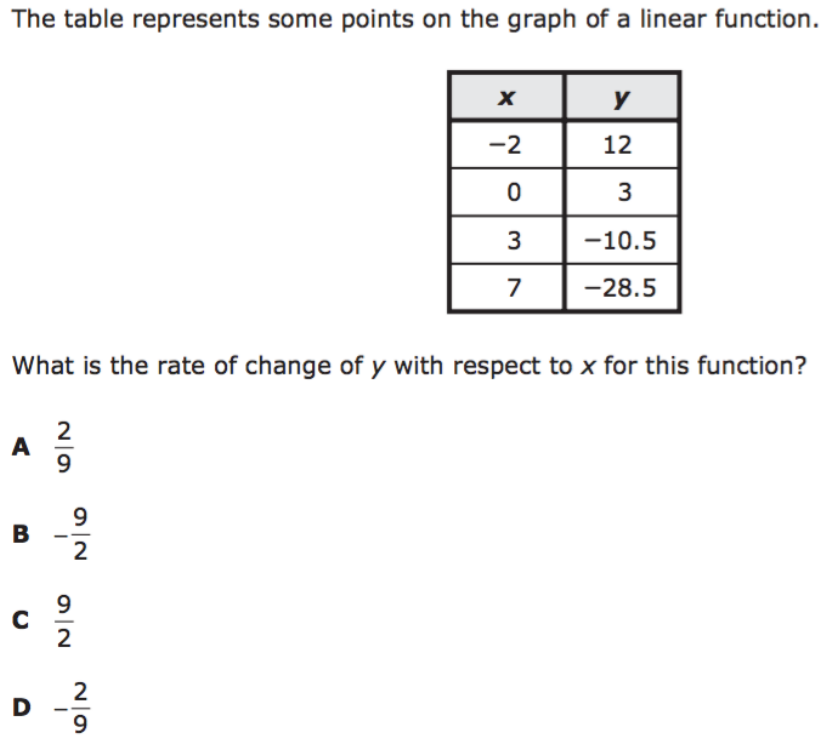 The table represents some points on the graph of a linear function.
x y
−2 12
0 3
3 −10.5
7 −28.5
What is the rate of change of y with respect to x for this function?
A 2/9
B −9/2
C 9/2
D −2/9